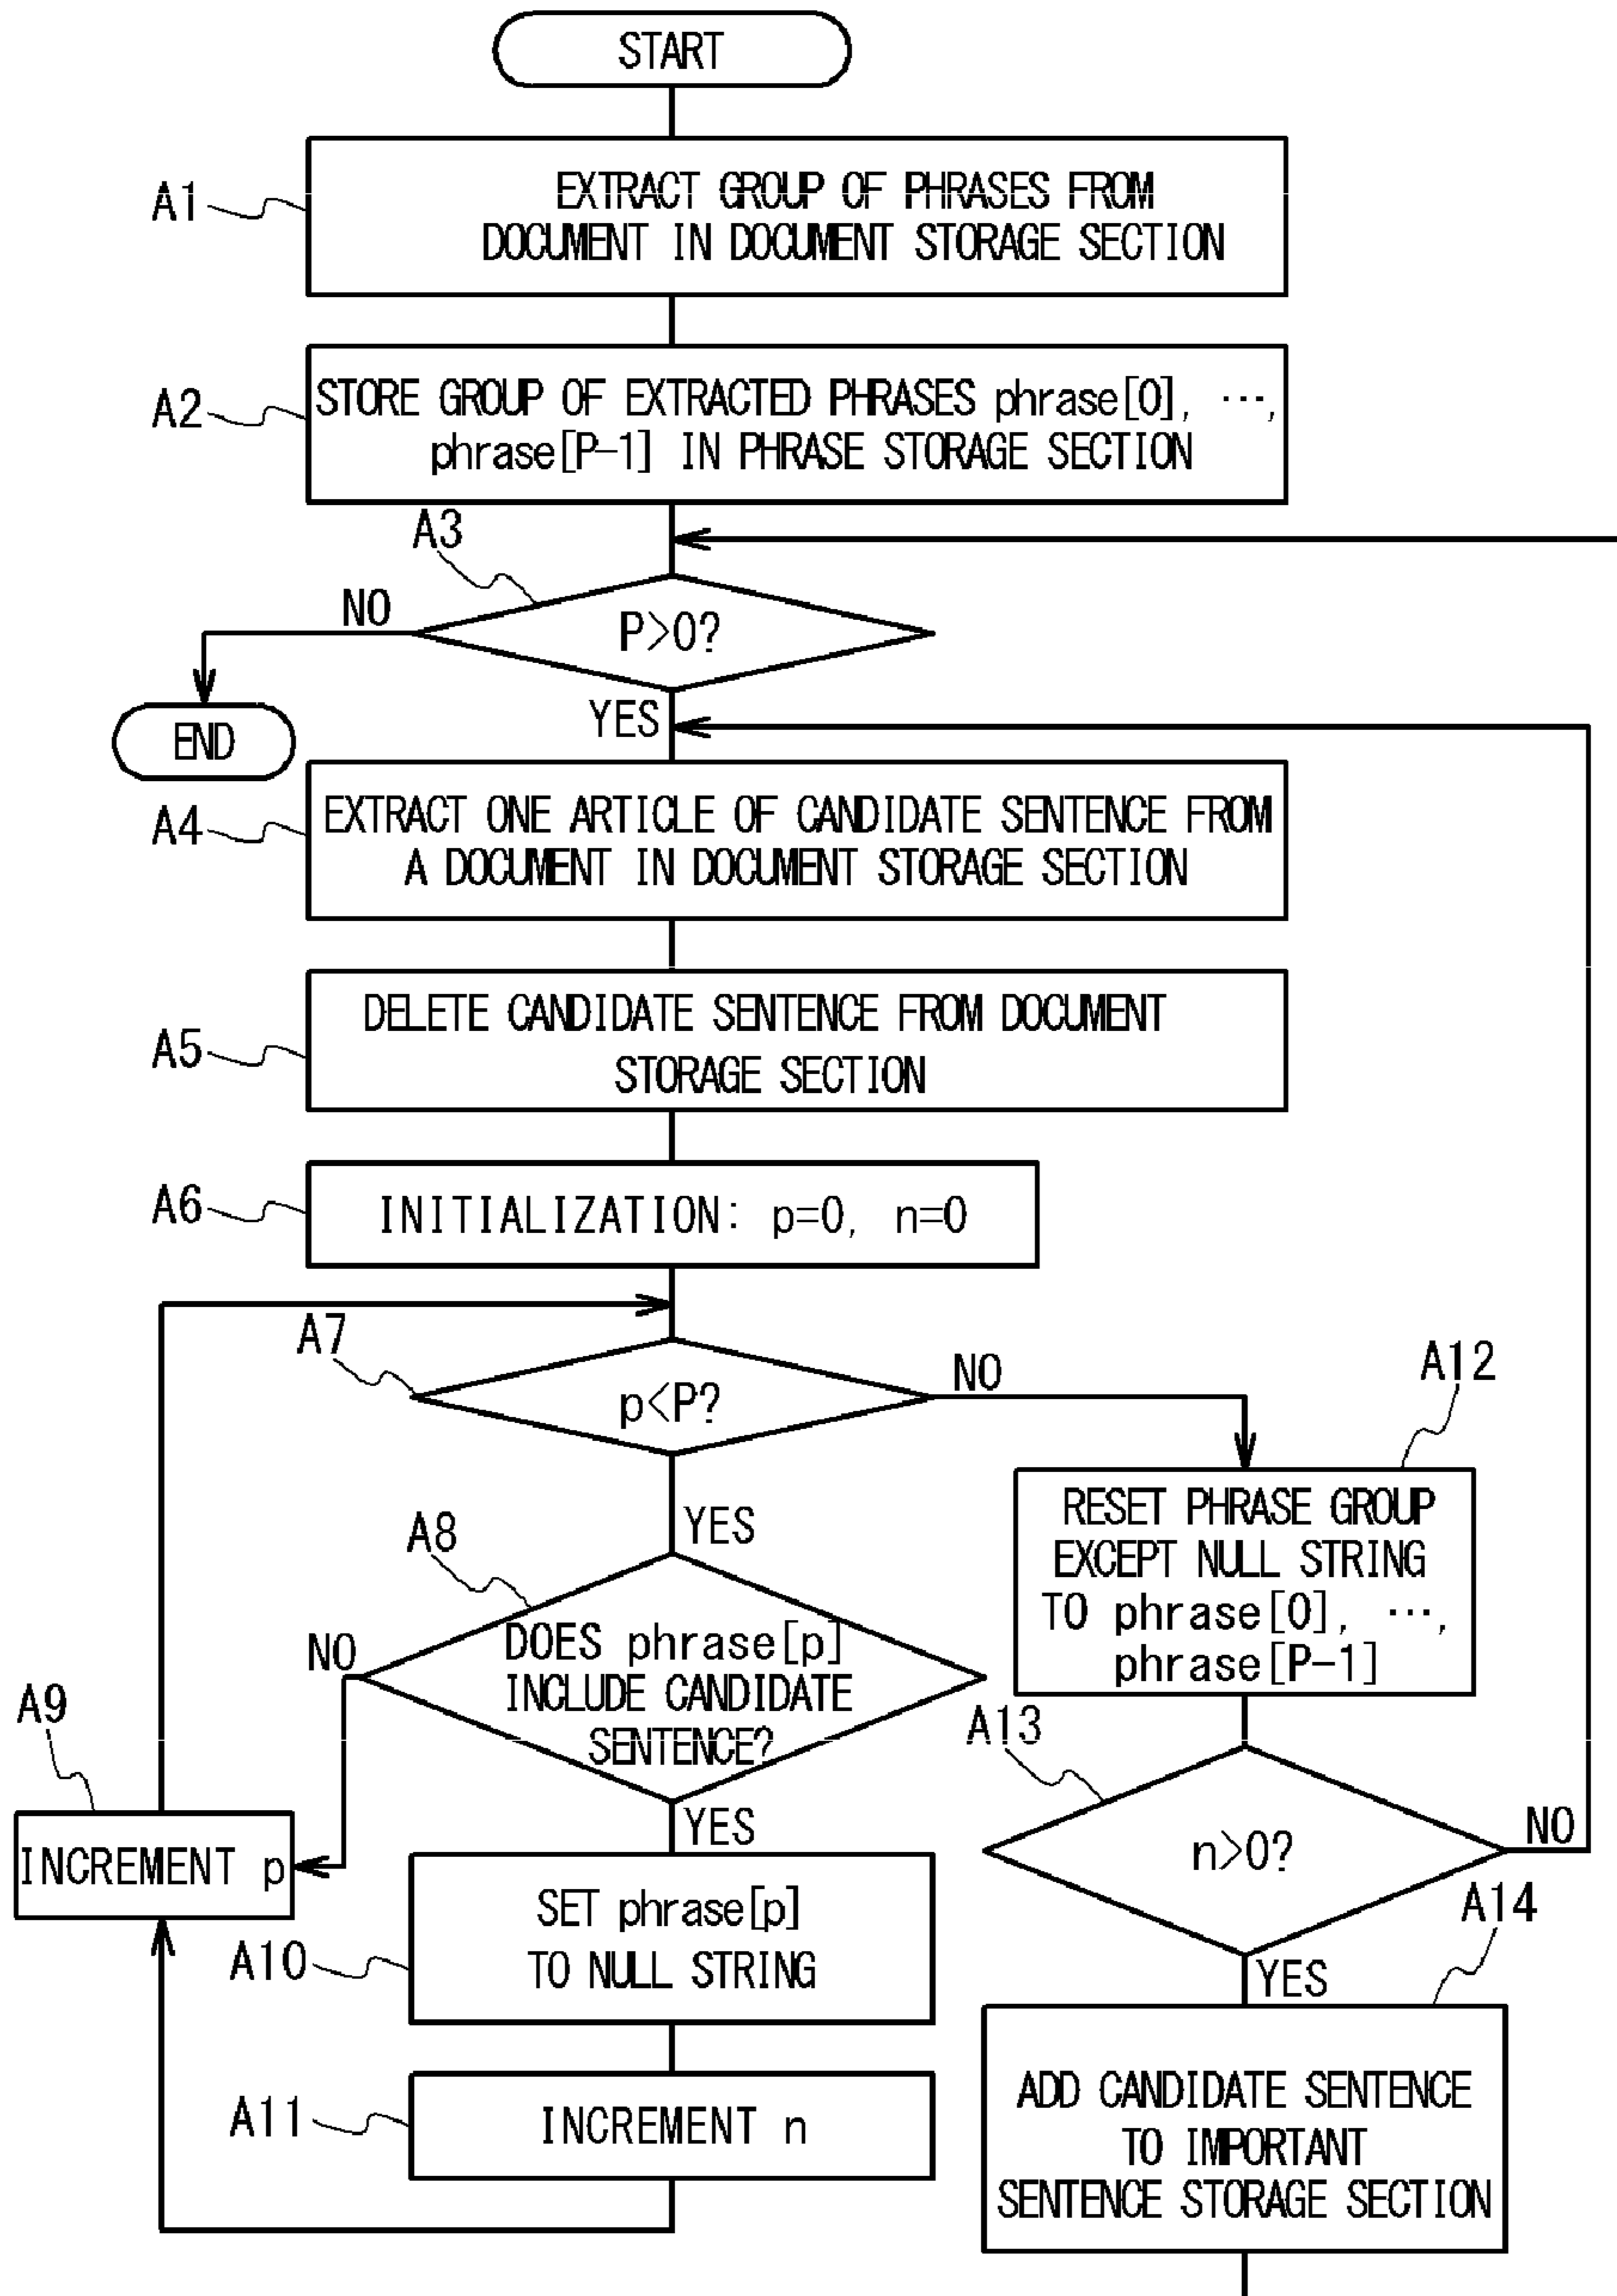 START
A1
EXTRACT GROUP OF PHRASES FROM
DOCUMENT IN DOCUMENT STORAGE SECTION
A2
STORE GROUP OF EXTRACTED PHRASES phrase[0], ···,
phrase[P-1] IN PHRASE STORAGE SECTION
A3
NO
P>0?
YES
END
A4
EXTRACT ONE ARTICLE OF CANDIDATE SENTENCE FROM
A DOCUMENT IN DOCUMENT STORAGE SECTION
A5
DELETE CANDIDATE SENTENCE FROM DOCUMENT
STORAGE SECTION
A6
INITIALIZATION: p=0, n=0
A7
p<P?
NO
YES
A12
RESET PHRASE GROUP
EXCEPT NULL STRING
TO phrase[0], ···,
phrase[P-1]
A8
NO
DOES phrase[p]
INCLUDE CANDIDATE
SENTENCE?
YES
A9
INCREMENT p
A13
n>0?
NO
YES
A10
SET phrase[p]
TO NULL STRING
A14
ADD CANDIDATE SENTENCE
TO IMPORTANT
SENTENCE STORAGE SECTION
A11
INCREMENT n